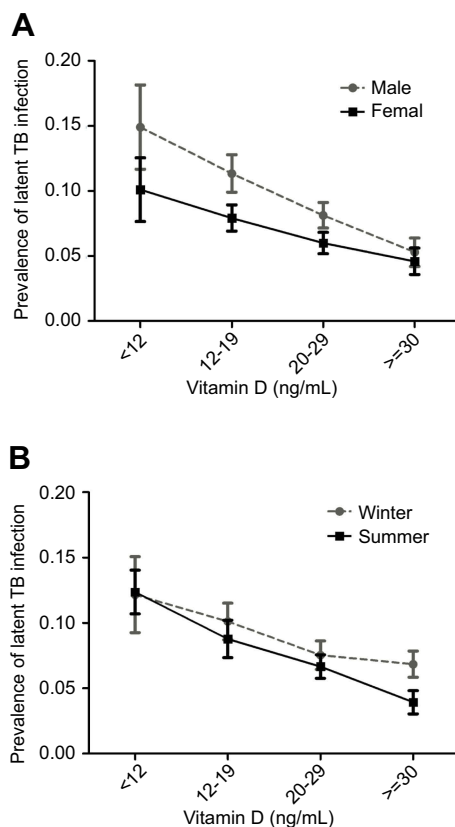 A
0.20
Male
Femal
0.15
0.10
0.05
0.00
Prevalence of latent TB infection
<12
12-19
20-29
>=30
Vitamin D (ng/mL)
B
0.20
Winter
Summer
0.15
0.10
0.05
0.00
Prevalence of latent TB infection
<12
12-19
20-29
>=30
Vitamin D (ng/mL)